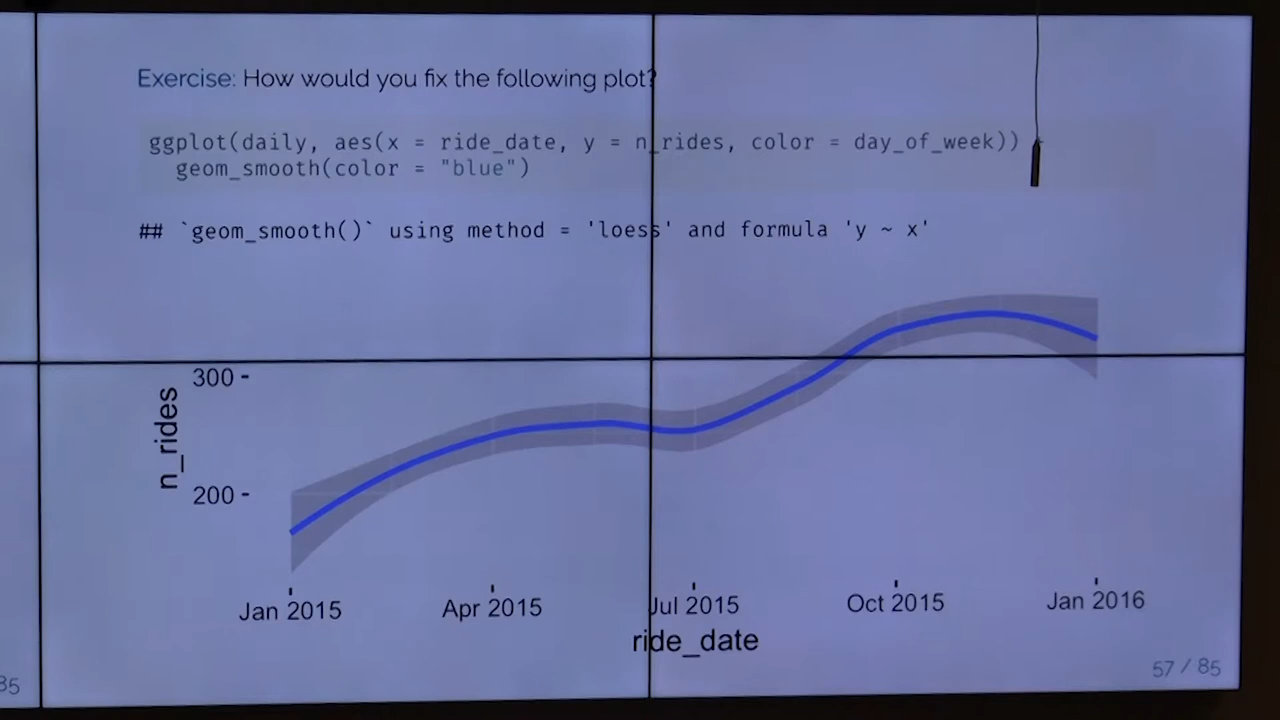 Exercise: How would you fix the following plot?
ggplot(daily, aes(x = ride_date, y = n_rides, color = day_of_week))
geom_smooth(color = "blue")
## `geom_smooth()` using method = 'loess' and formula 'y ~ x'
300
n_rides
200
Jan 2015 Apr 2015 Jul 2015 Oct 2015 Jan 2016
ride_date
57 / 85
85